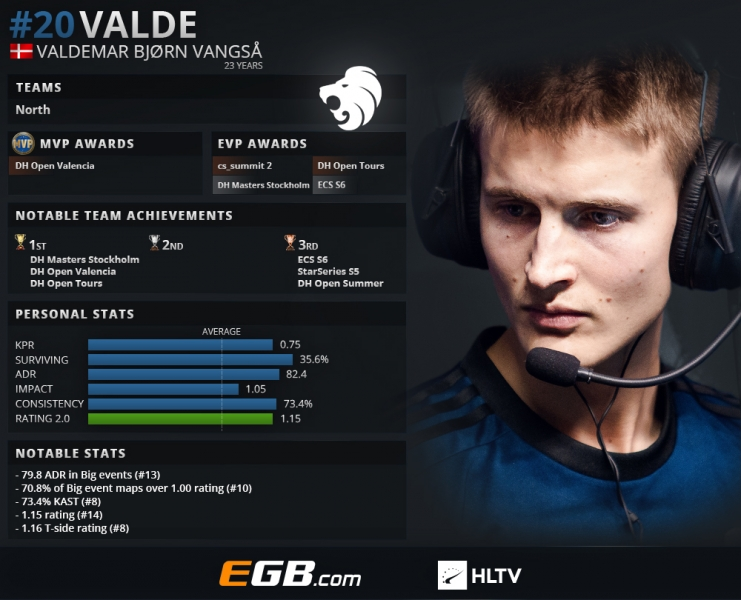 #20 VALDE
VALDEMAR BJØRN VANGSÅ
23 YEARS
TEAMS
North
MVP MVP AWARDS
DH Open Valencia
EVP AWARDS
cs_summit 2 DH Open Tours
DH Masters Stockholm ECS S6
NOTABLE TEAM ACHIEVEMENTS
1ST
DH Masters Stockholm
DH Open Valencia
DH Open Tours
2ND
3RD
ECS S6
StarSeries S5
DH Open Summer
PERSONAL STATS
AVERAGE
KPR 0.75
SURVIVING 35.6%
ADR 82.4
IMPACT 1.05
CONSISTENCY 73.4%
RATING 2.0 1.15
NOTABLE STATS
- 79.8 ADR in Big events (#13)
- 70.8% of Big event maps over 1.00 rating (#10)
- 73.4% KAST (#8)
- 1.15 rating (#14)
- 1.16 T-side rating (#8)
EGB.com HLTV